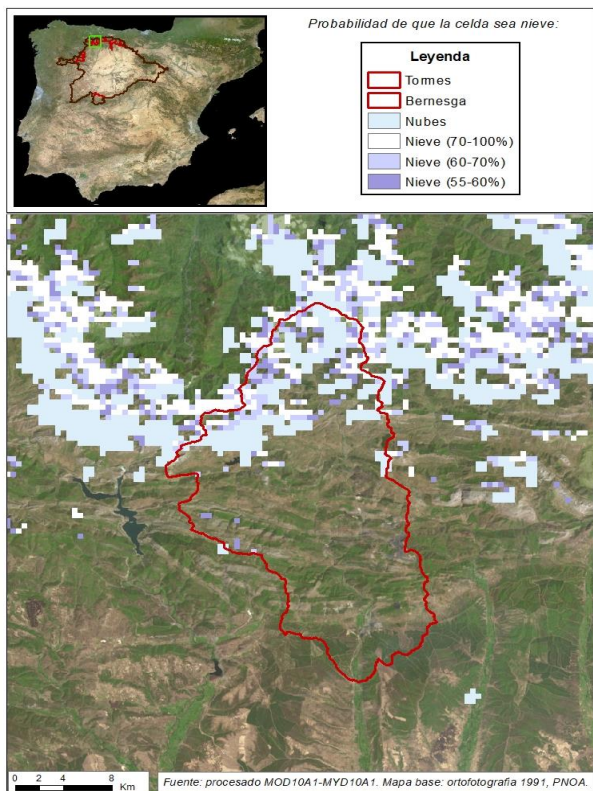 Probabilidad de que la celda sea nieve:
Leyenda
Tormes
Bernesga
Nubes
Nieve (70-100%)
Nieve (60-70%)
Nieve (55-60%)
0 2 4 8
Km
Fuente: procesado MOD10A1-MYD10A1. Mapa base: ortofotografía 1991, PNOA.